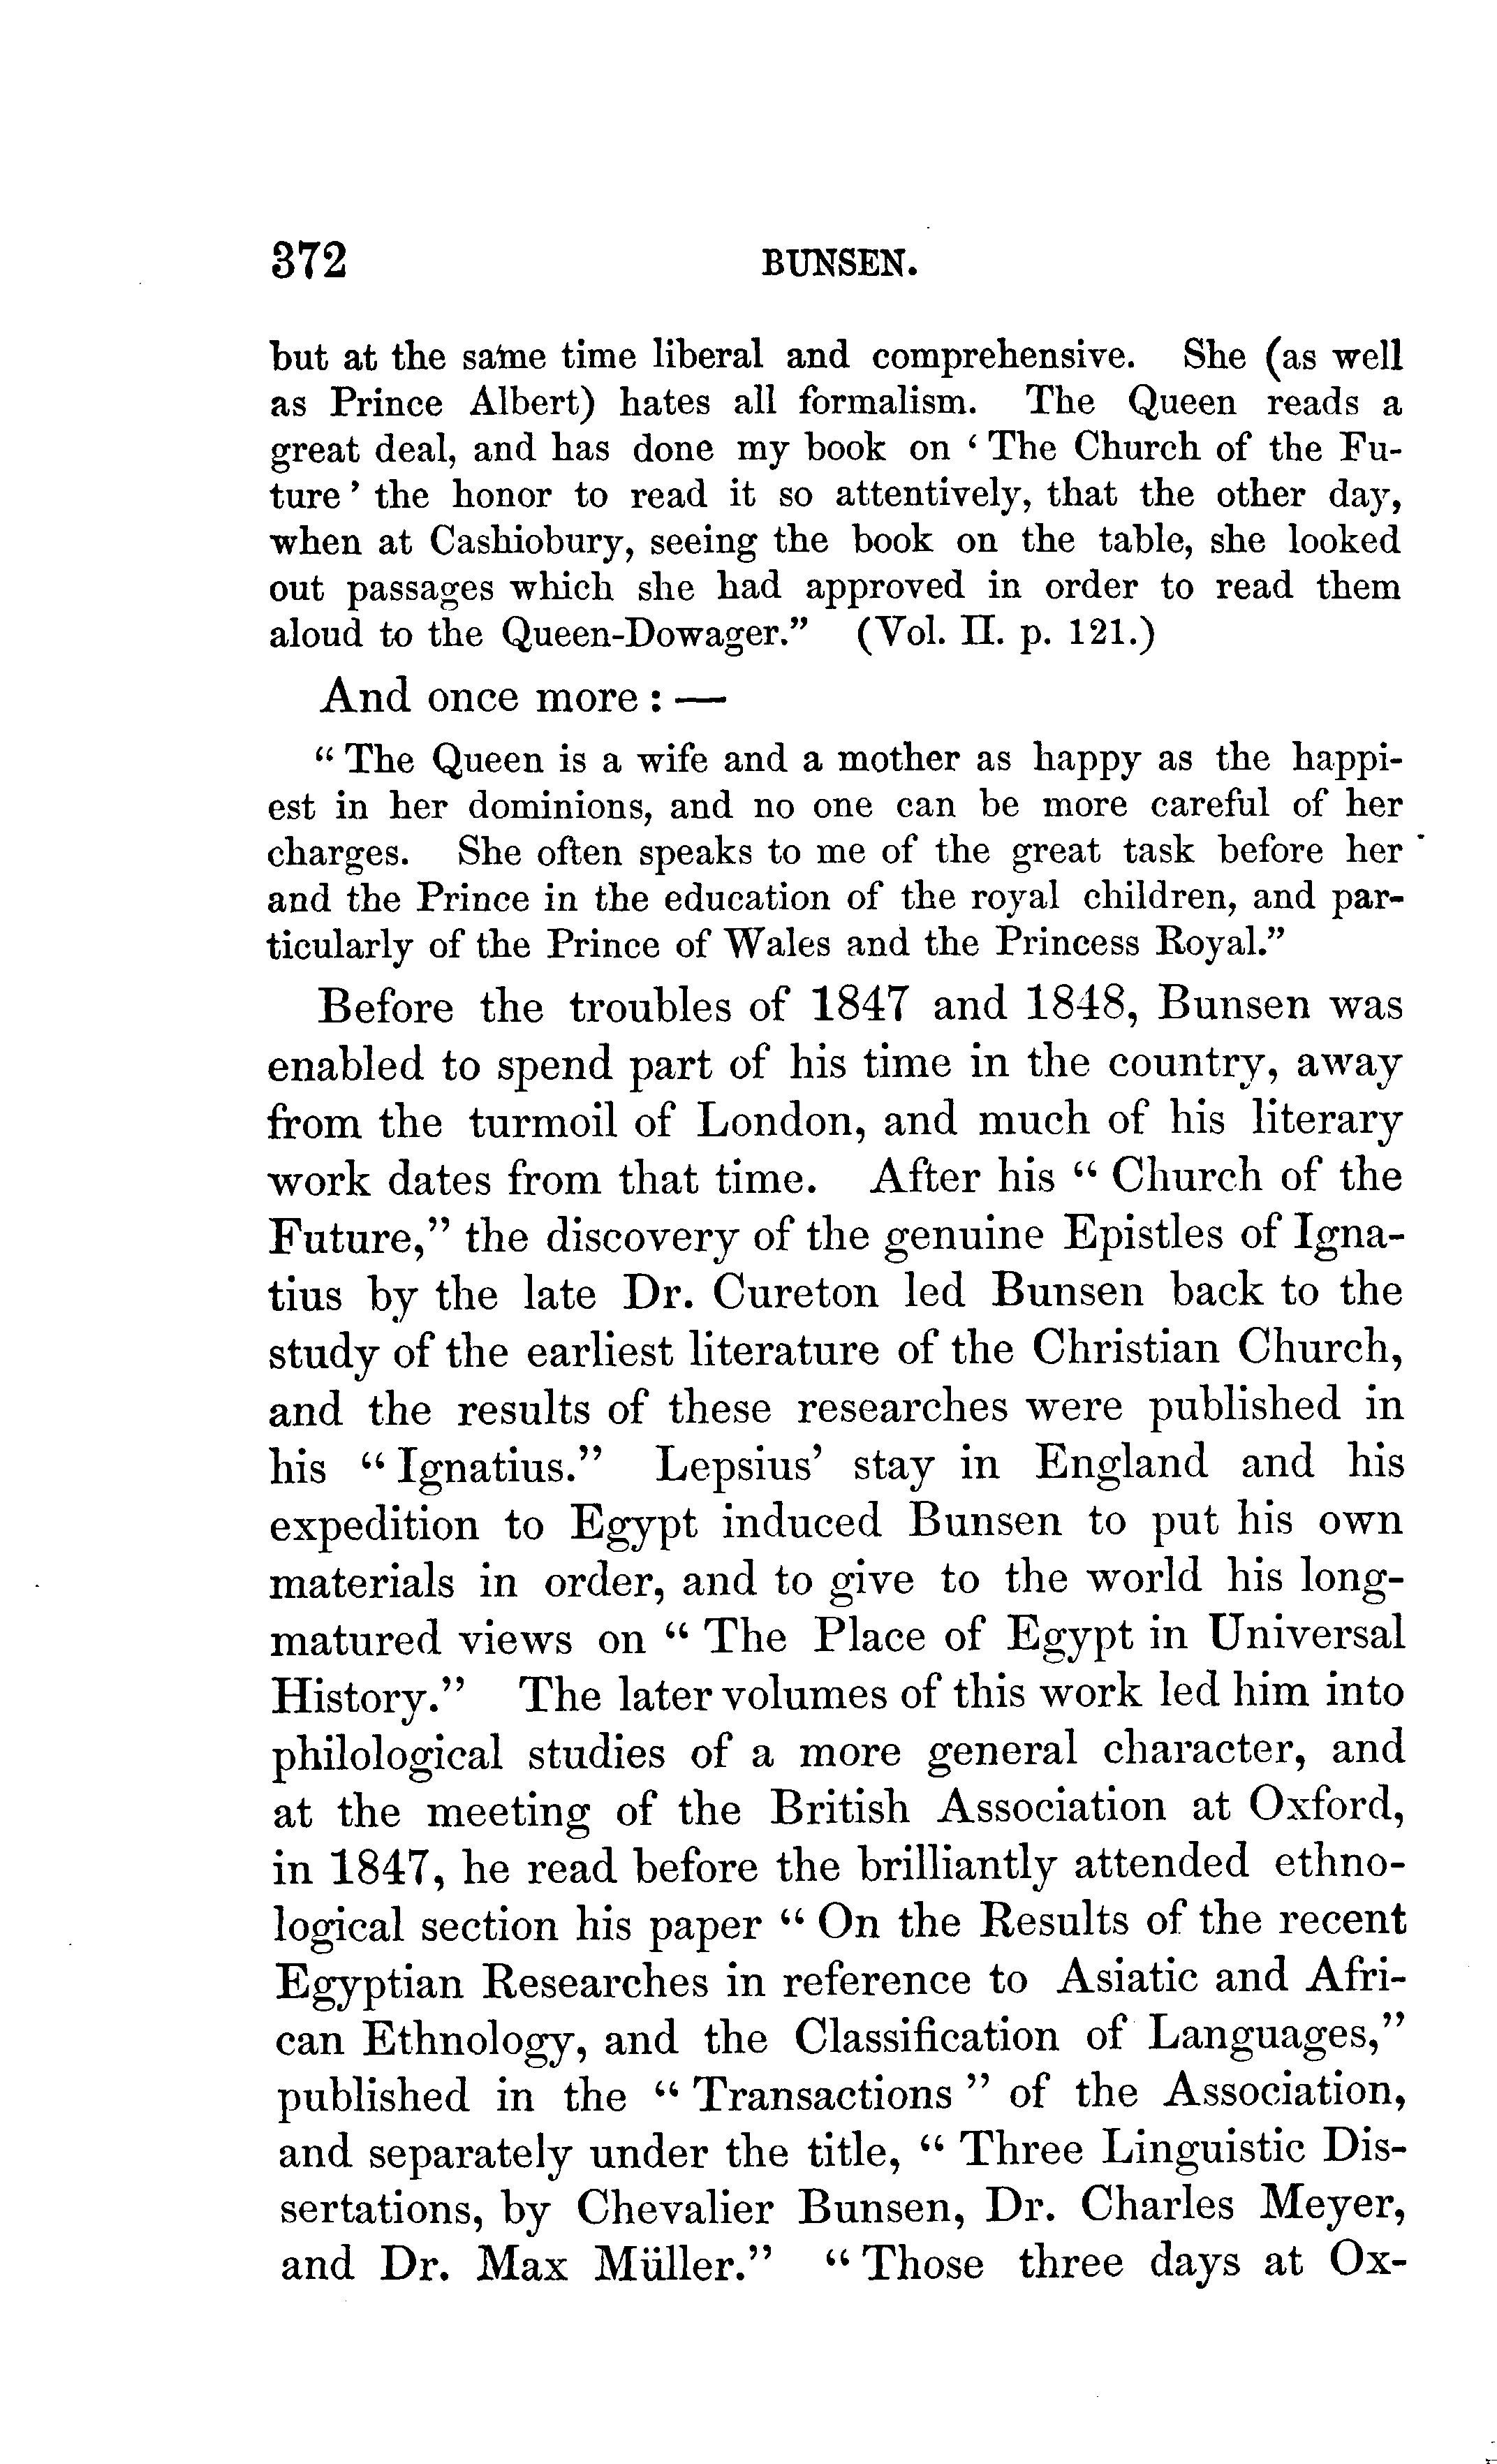 372 BUNSEN.
but at the same time liberal and comprehensive. She (as well
as Prince Albert) hates all formalism. The Queen reads a
great deal, and has done my book on ‘ The Church of the Fu-
ture ’ the honor to read it so attentively, that the other day,
when at Cashiobury, seeing the book on the table, she looked
out passages which she had approved in order to read them
aloud to the Queen-Dowager.” (Vol. II. p. 121.)
And once more : —
“ The Queen is a wife and a mother as happy as the happi-
est in her dominions, and no one can be more careful of her
charges. She often speaks to me of the great task before her
and the Prince in the education of the royal children, and par-
ticularly of the Prince of Wales and the Princess Royal.”
Before the troubles of 1847 and 1848, Bunsen was
enabled to spend part of his time in the country, away
from the turmoil of London, and much of his literary
work dates from that time. After his “ Church of the
Future,” the discovery of the genuine Epistles of Igna-
tius by the late Dr. Cureton led Bunsen back to the
study of the earliest literature of the Christian Church,
and the results of these researches were published in
his “ Ignatius.” Lepsius’ stay in England and his
expedition to Egypt induced Bunsen to put his own
materials in order, and to give to the world his long-
matured views on “ The Place of Egypt in Universal
History.” The later volumes of this work led him into
philological studies of a more general character, and
at the meeting of the British Association at Oxford,
in 1847, he read before the brilliantly attended ethno-
logical section his paper “ On the Results of the recent
Egyptian Researches in reference to Asiatic and Afri-
can Ethnology, and the Classification of Languages,”
published in the “ Transactions ” of the Association,
and separately under the title, “ Three Linguistic Dis-
sertations, by Chevalier Bunsen, Dr. Charles Meyer,
and Dr. Max Müller.” “ Those three days at Ox-